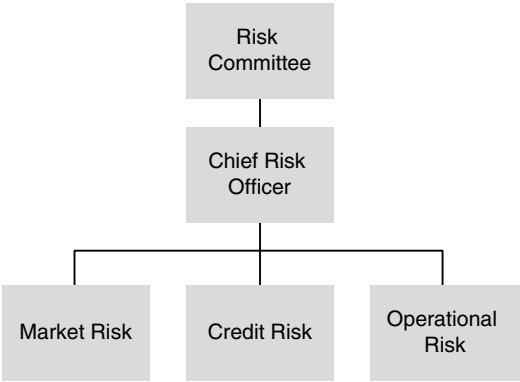 Risk
Committee
Chief Risk
Officer
Market Risk
Credit Risk
Operational
Risk